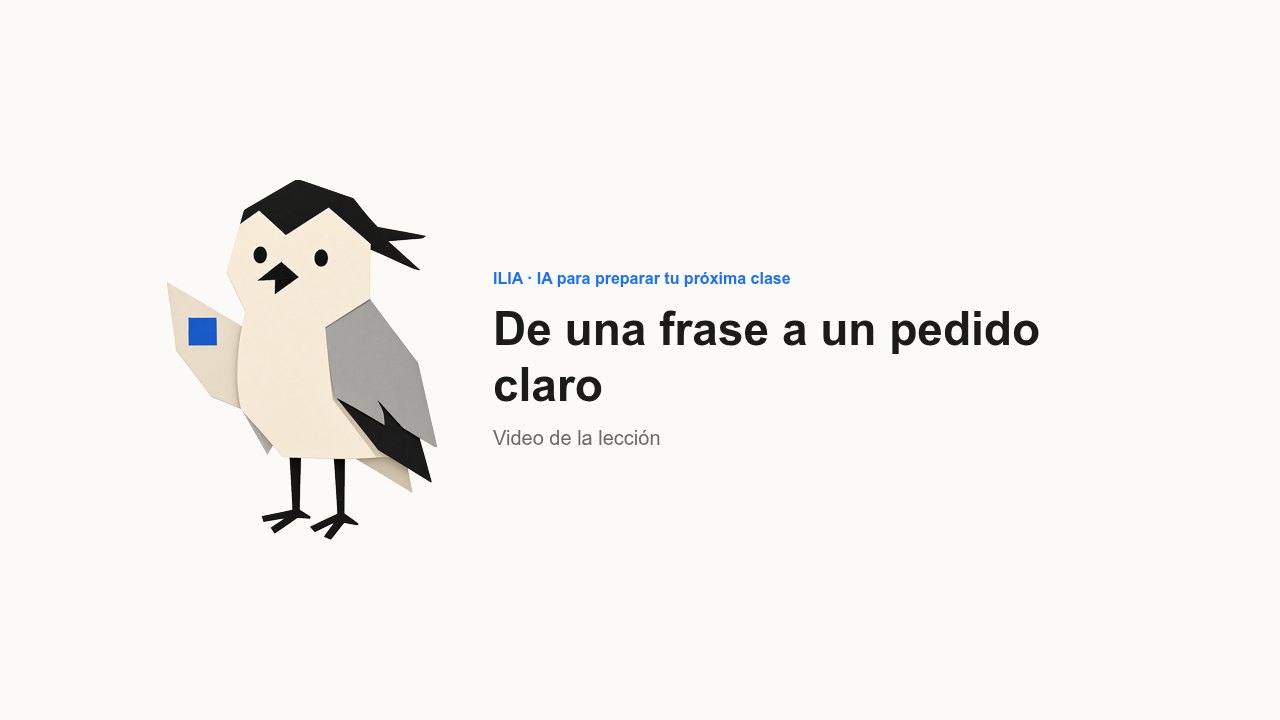 ILIA · IA para preparar tu próxima clase
De una frase a un pedido
claro
Video de la lección